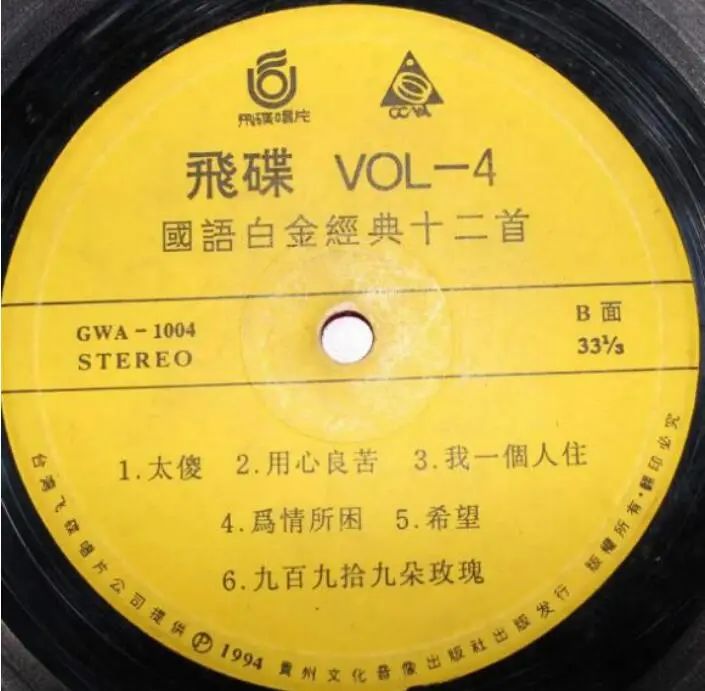 飛碟唱片
飛碟 VOL－4
國語白金經典十二首
GWA－1004
STEREO
B面
33⅓
1.太傻 2.用心良苦 3.我一個人住
4.爲情所困 5.希望
6.九百九拾九朵玫瑰
台灣飞碟唱片公司提供 Ⓟ 1994 貴州文化音像出版社出版发行 版權所有·翻印必究